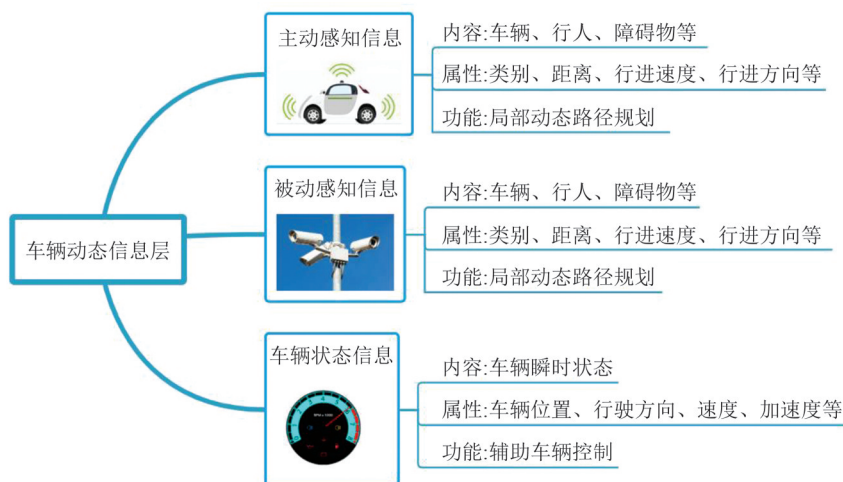 车辆动态信息层
主动感知信息
内容:车辆、行人、障碍物等
属性:类别、距离、行进速度、行进方向等
功能:局部动态路径规划
被动感知信息
内容:车辆、行人、障碍物等
属性:类别、距离、行进速度、行进方向等
功能:局部动态路径规划
车辆状态信息
内容:车辆瞬时状态
属性:车辆位置、行驶方向、速度、加速度等
功能:辅助车辆控制